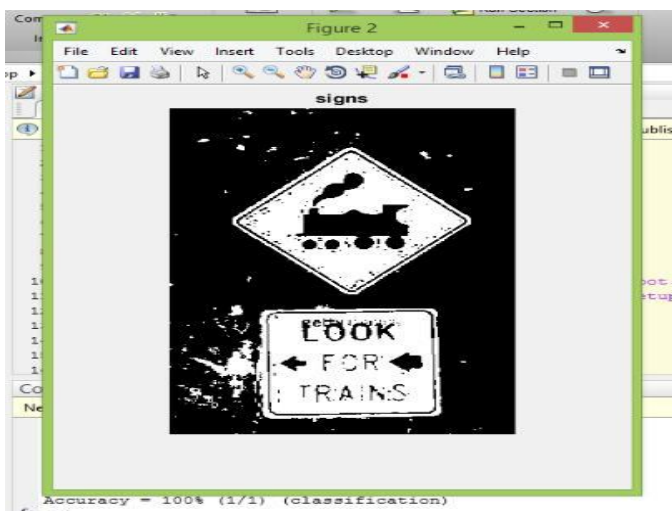 Com
Figure 2
File Edit View Insert Tools Desktop Window Help
signs
LOOK
FOR
TRAINS
Accuracy = 100% (1/1) (classification)